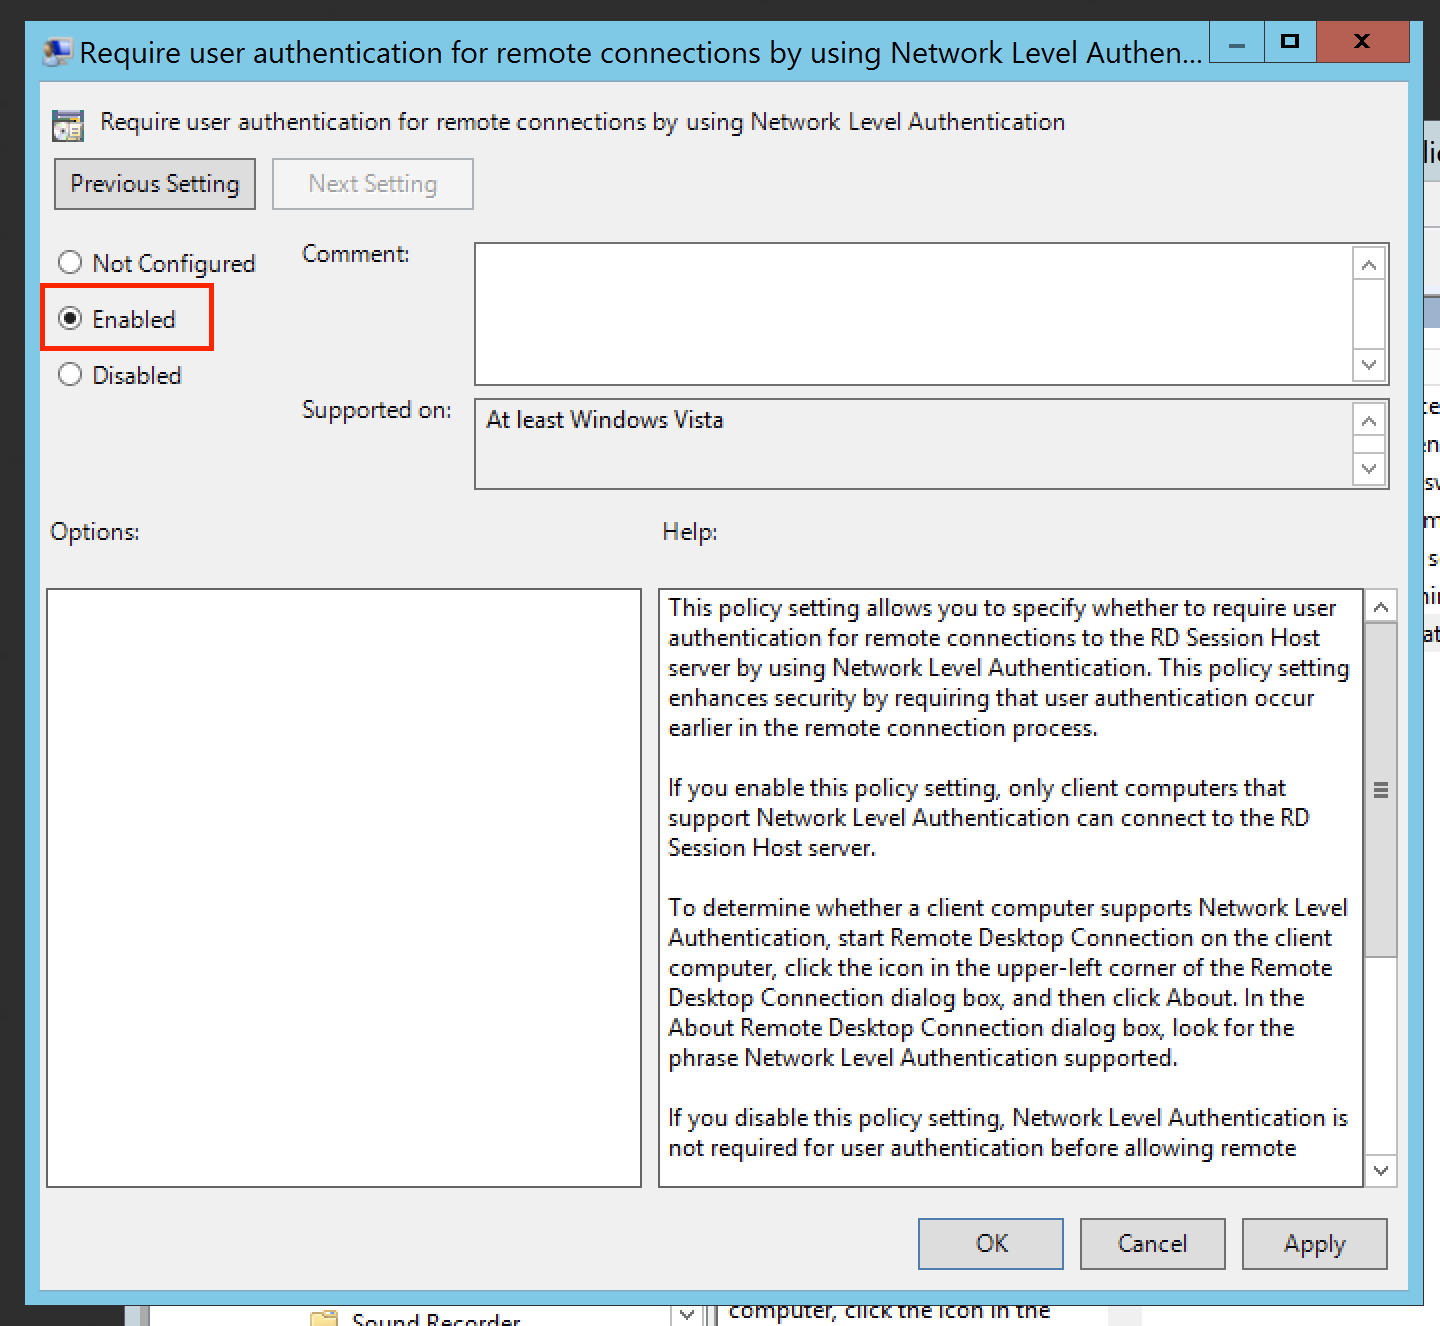 Require user authentication for remote connections by using Network Level Authen...
Require user authentication for remote connections by using Network Level Authentication
Previous Setting
Next Setting
Not Configured
Enabled
Disabled
Comment:
Supported on:
At least Windows Vista
Options:
Help:
This policy setting allows you to specify whether to require user
authentication for remote connections to the RD Session Host
server by using Network Level Authentication. This policy setting
enhances security by requiring that user authentication occur
earlier in the remote connection process.
If you enable this policy setting, only client computers that
support Network Level Authentication can connect to the RD
Session Host server.
To determine whether a client computer supports Network Level
Authentication, start Remote Desktop Connection on the client
computer, click the icon in the upper-left corner of the Remote
Desktop Connection dialog box, and then click About. In the
About Remote Desktop Connection dialog box, look for the
phrase Network Level Authentication supported.
If you disable this policy setting, Network Level Authentication is
not required for user authentication before allowing remote
OK
Cancel
Apply
Sound Recorder
computer, click the icon in the